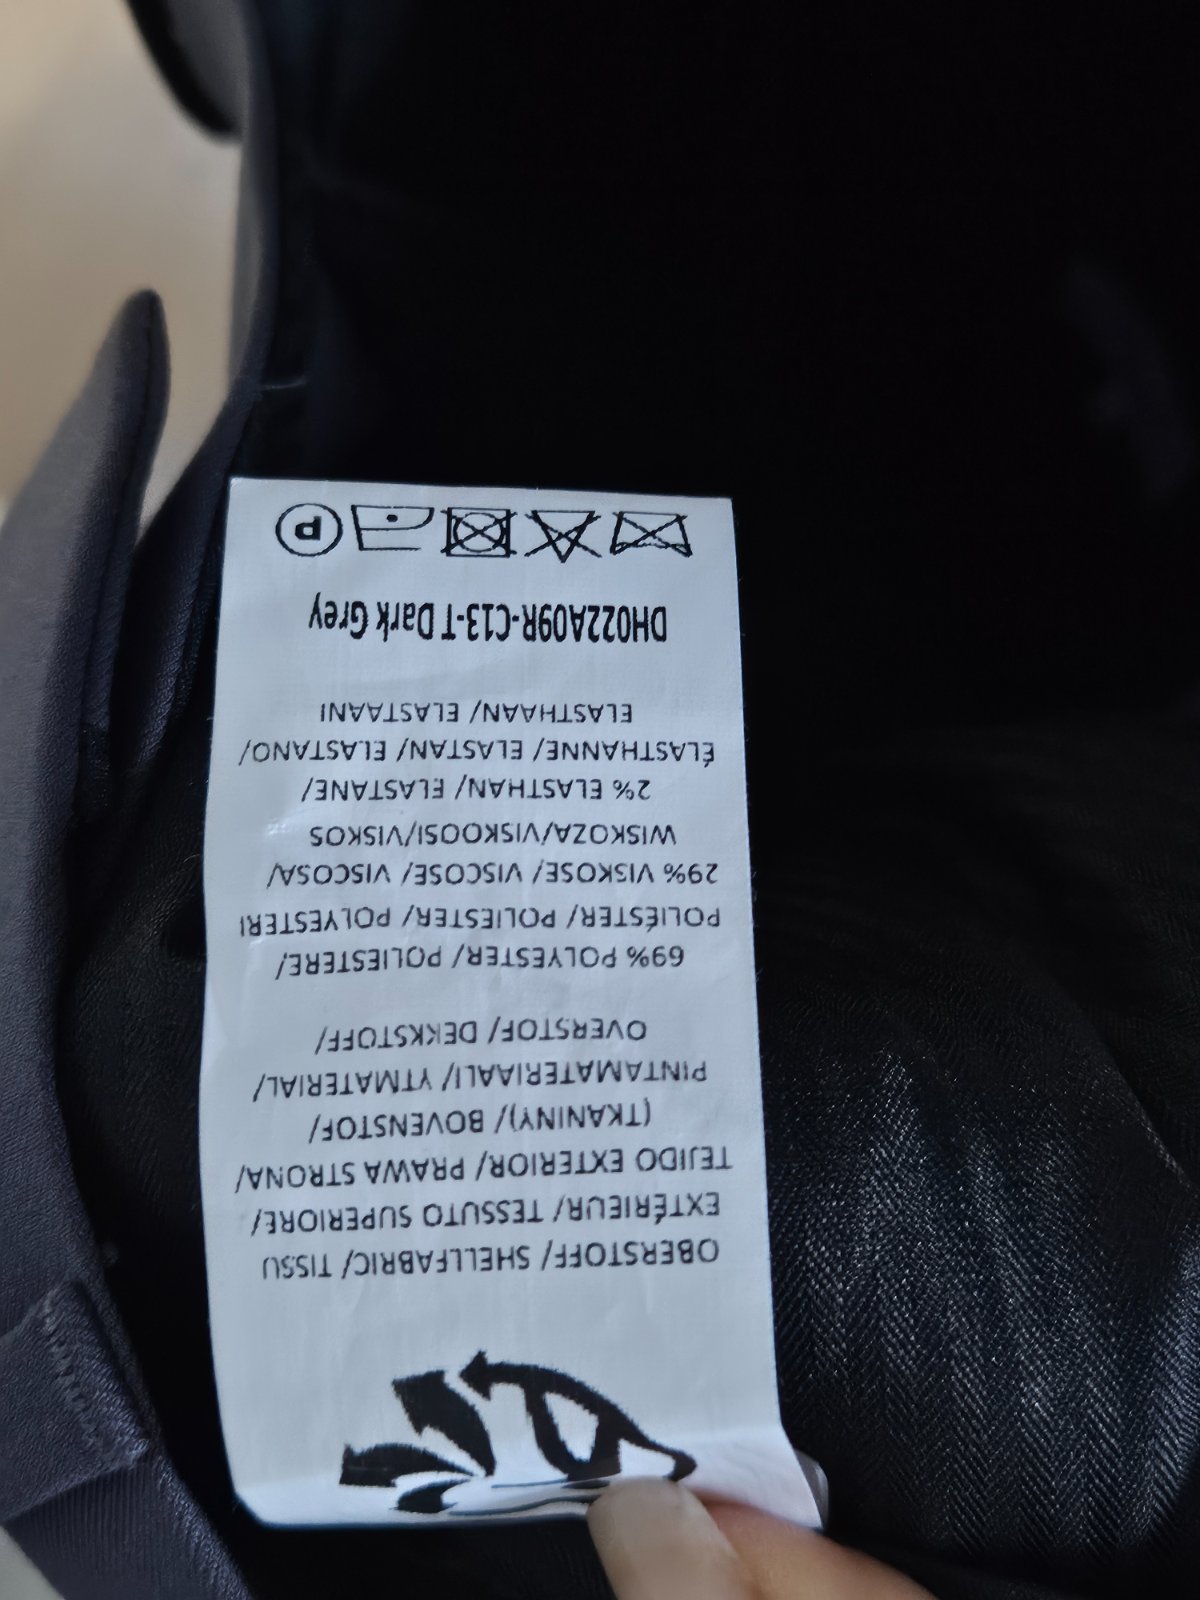 OBERSTOFF/ SHELLFABRIC/ TISSU
EXTÉRIEUR/ TESSUTO SUPERIORE/
TEJIDO EXTERIOR/ PRAWA STRONA/
(TKANINY)/ BOVENSTOF/
PINTAMATERIAALI/ YTMATERIAL/
OVERSTOF/ DEKKSTOFF/
69% POLYESTER/ POLIESTERE/
POLIÉSTER/ POLIESTER/ POLYESTERI
29% VISKOSE/ VISCOSE/ VISCOSA/
WISKOZA/VISKOOSI/VISKOS
2% ELASTHAN/ ELASTANE/
ÉLASTHANNE/ ELASTAN/ ELASTANO/
ELASTHAAN/ ELASTAANI
DH022A09R-C13-T Dark Grey
P